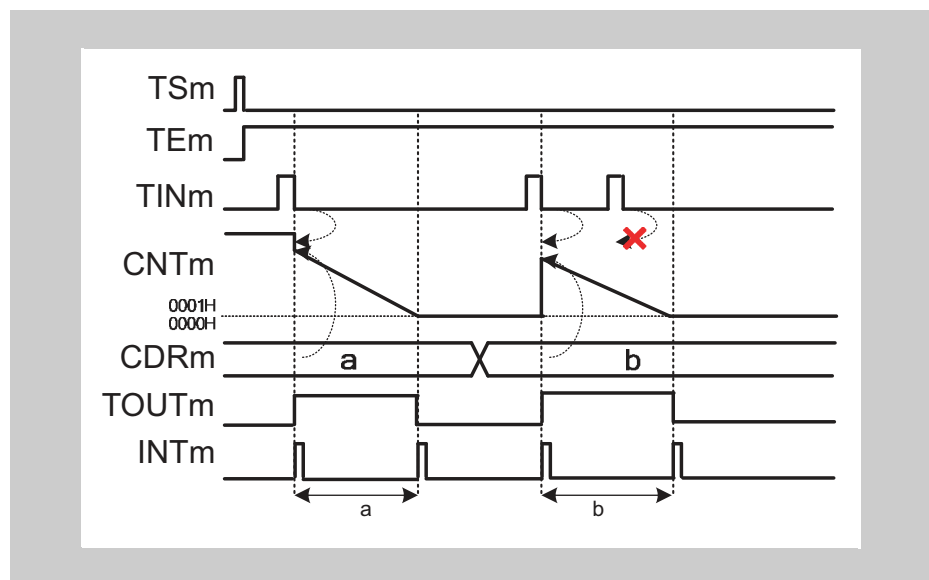 TSm
TEm
TINm
CNTm
0001H
0000H
CDRm a b
TOUTm
INTm
a b